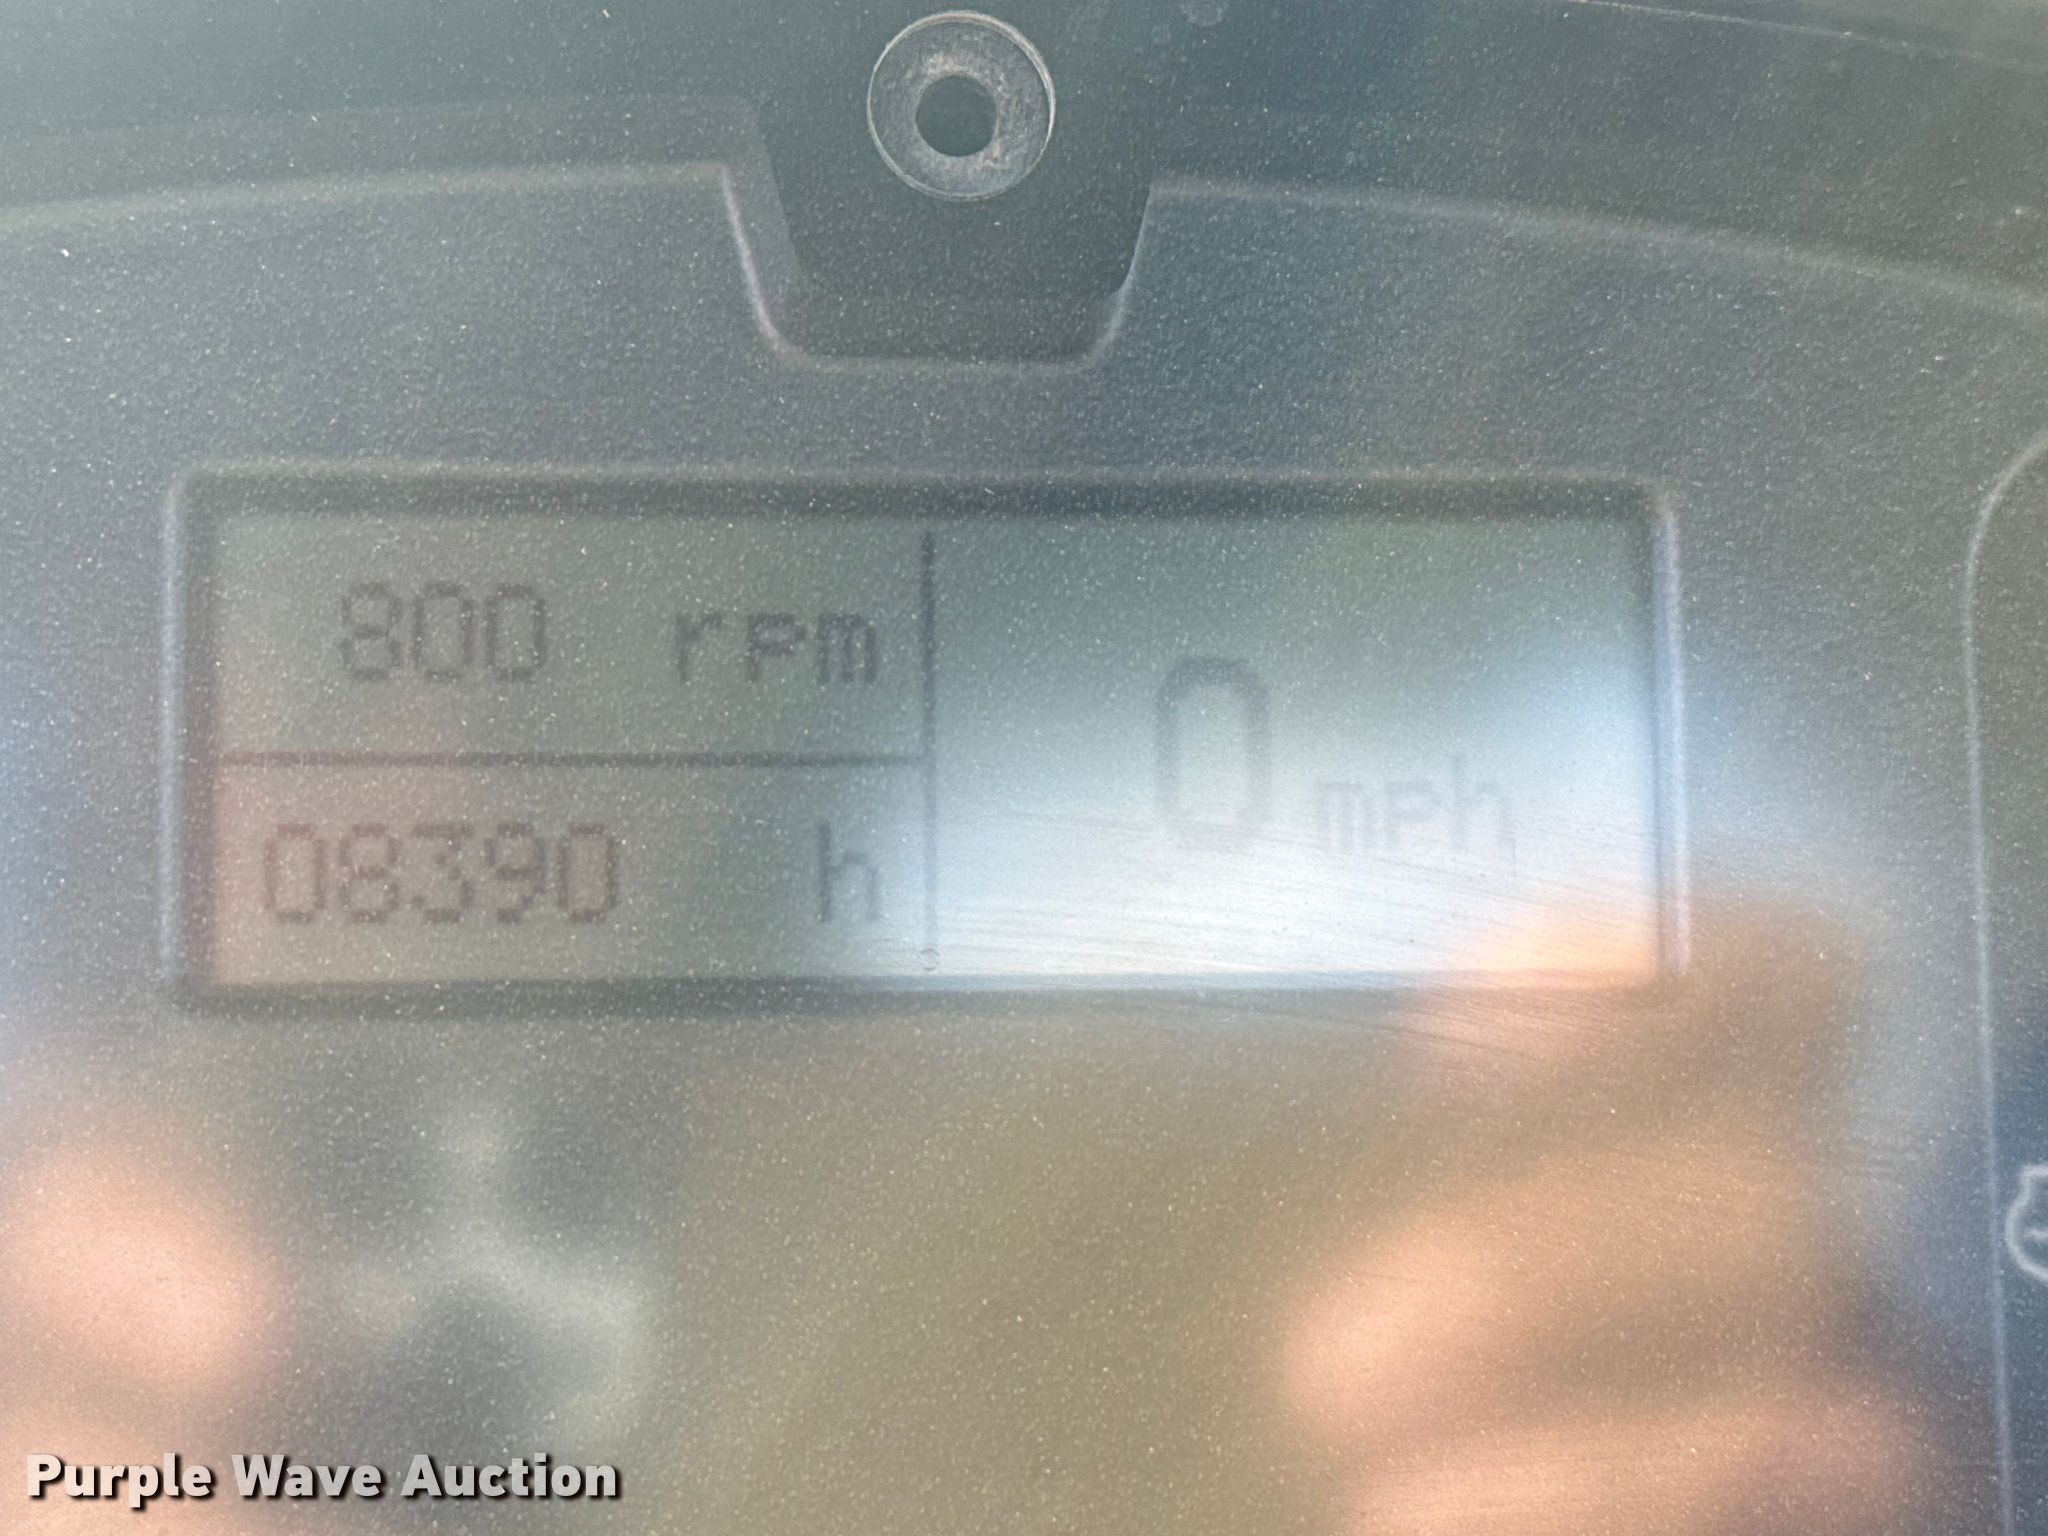 800 rpm
08390 h
0 mph
Purple Wave Auction